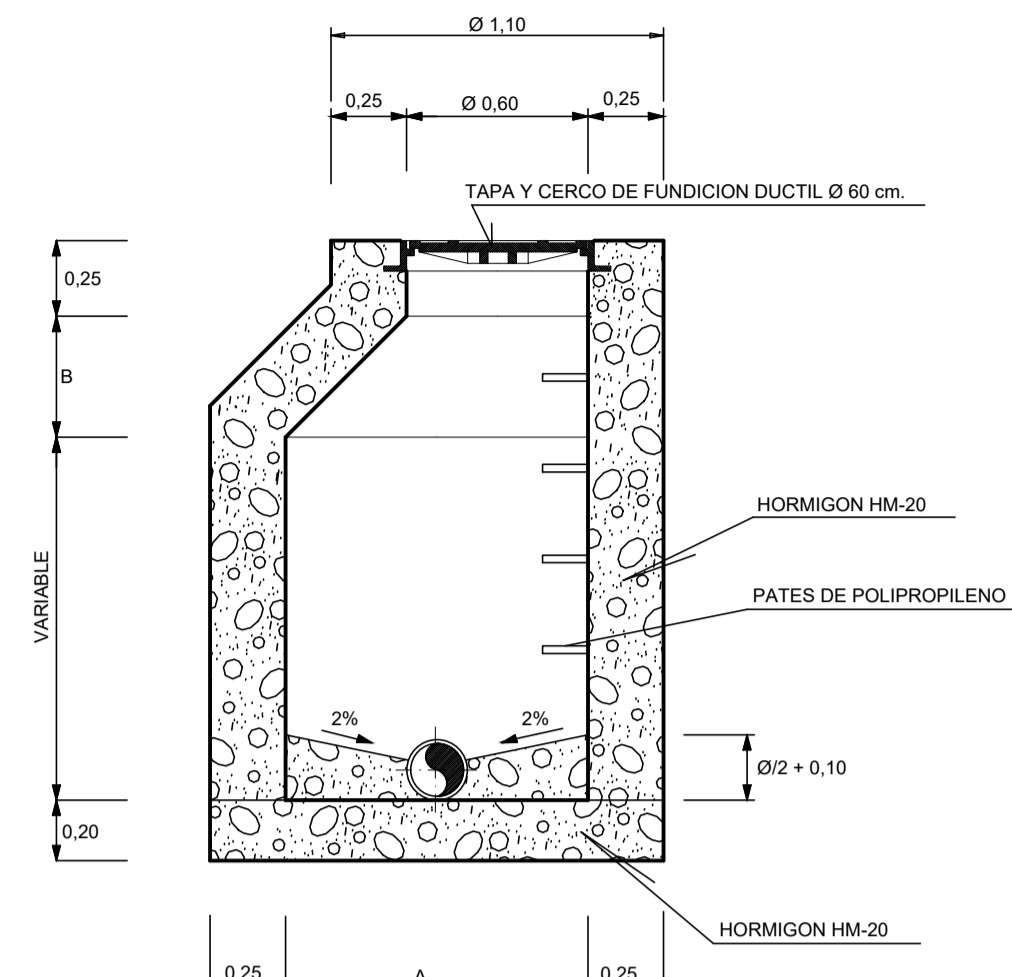 Ø 1,10
0,25
Ø 0,60
0,25
TAPA Y CERCO DE FUNDICION DUCTIL Ø 60 cm.
0,25
B
HORMIGON HM-20
VARIABLE
PATES DE POLIPROPILENO
2%
2%
Ø/2 + 0,10
0,20
HORMIGON HM-20
0,25
A
0,25